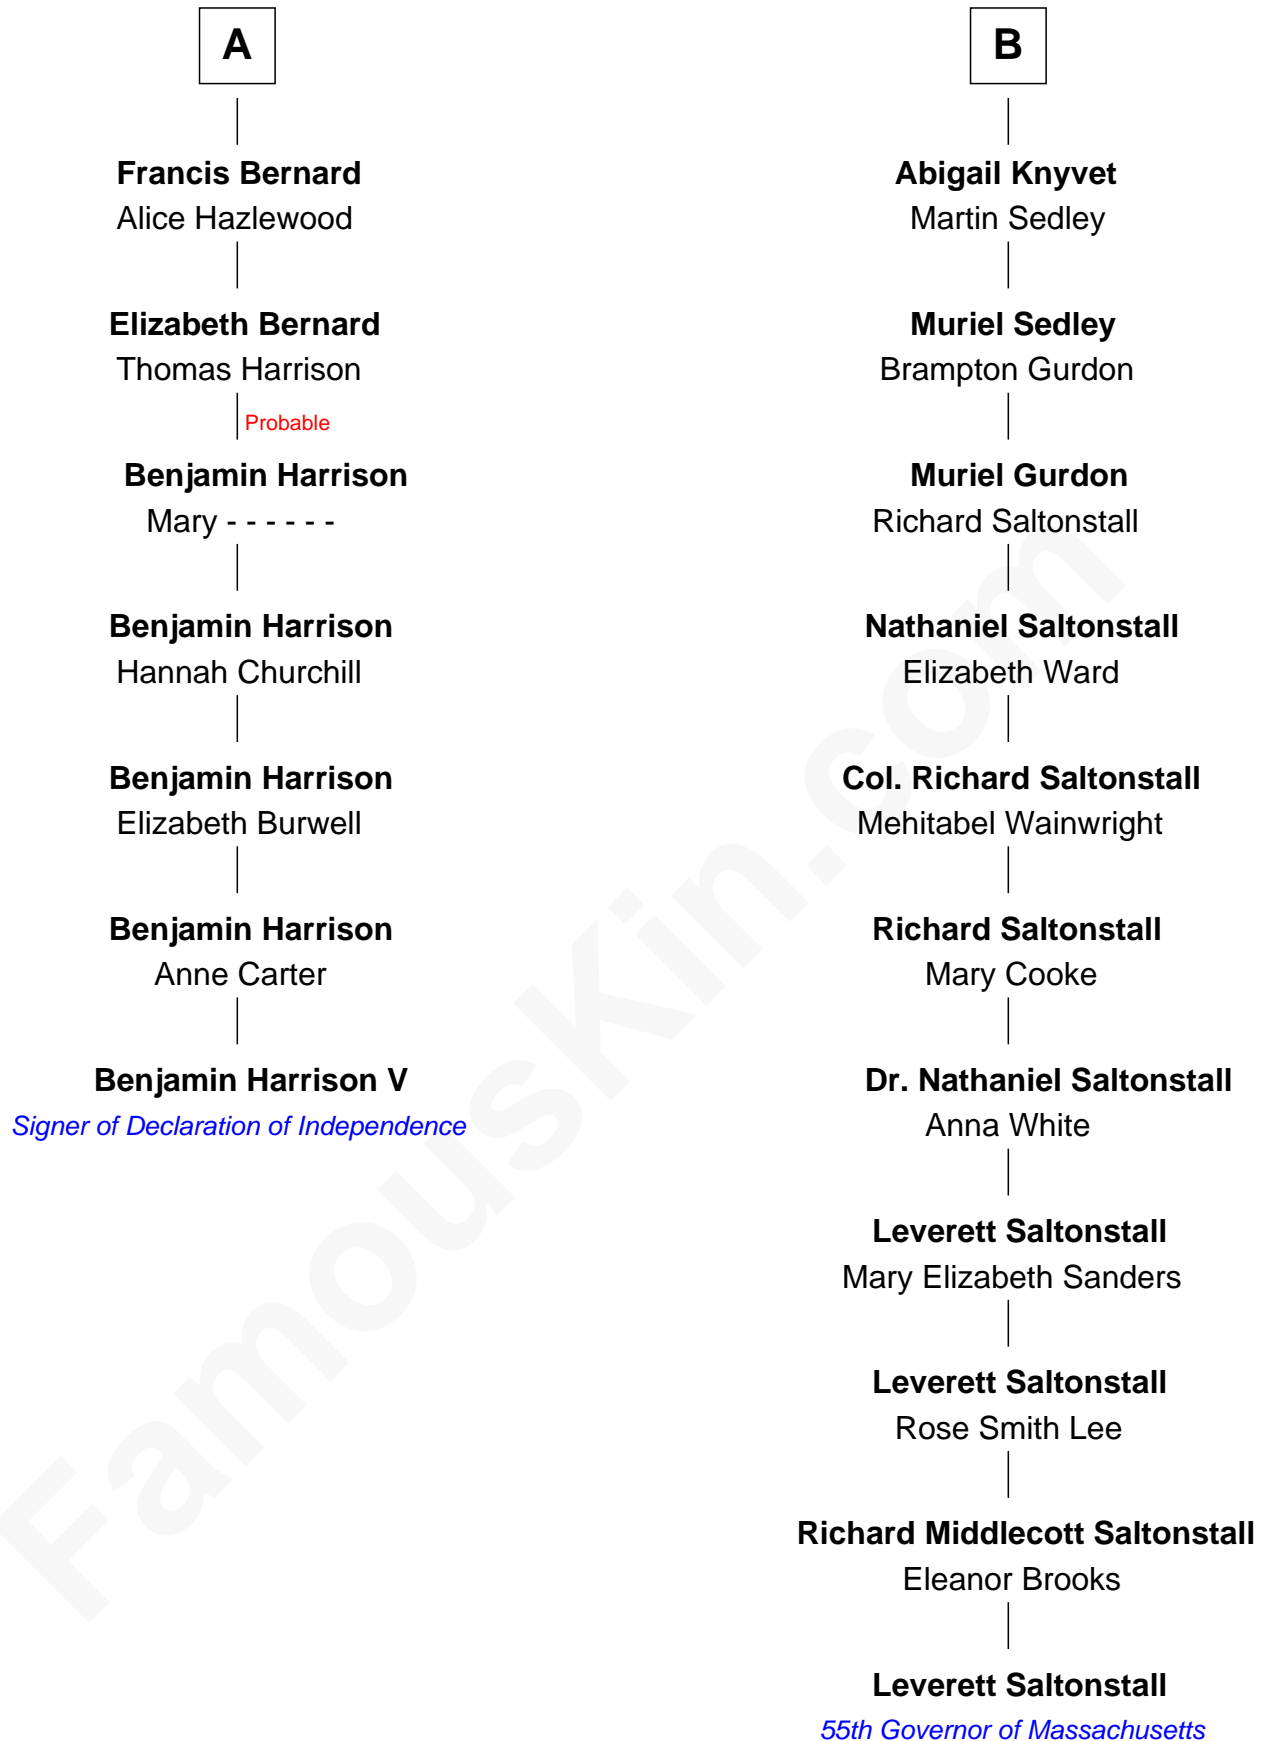 A
Francis Bernard
Alice Hazlewood
Elizabeth Bernard
Thomas Harrison
Probable
Benjamin Harrison
Mary - - - - - -
Benjamin Harrison
Hannah Churchill
Benjamin Harrison
Elizabeth Burwell
Benjamin Harrison
Anne Carter
Benjamin Harrison V
Signer of Declaration of Independence
B
Abigail Knyvet
Martin Sedley
Muriel Sedley
Brampton Gurdon
Muriel Gurdon
Richard Saltonstall
Nathaniel Saltonstall
Elizabeth Ward
Col. Richard Saltonstall
Mehitabel Wainwright
Richard Saltonstall
Mary Cooke
Dr. Nathaniel Saltonstall
Anna White
Leverett Saltonstall
Mary Elizabeth Sanders
Leverett Saltonstall
Rose Smith Lee
Richard Middlecott Saltonstall
Eleanor Brooks
Leverett Saltonstall
55th Governor of Massachusetts
FamousKin.com